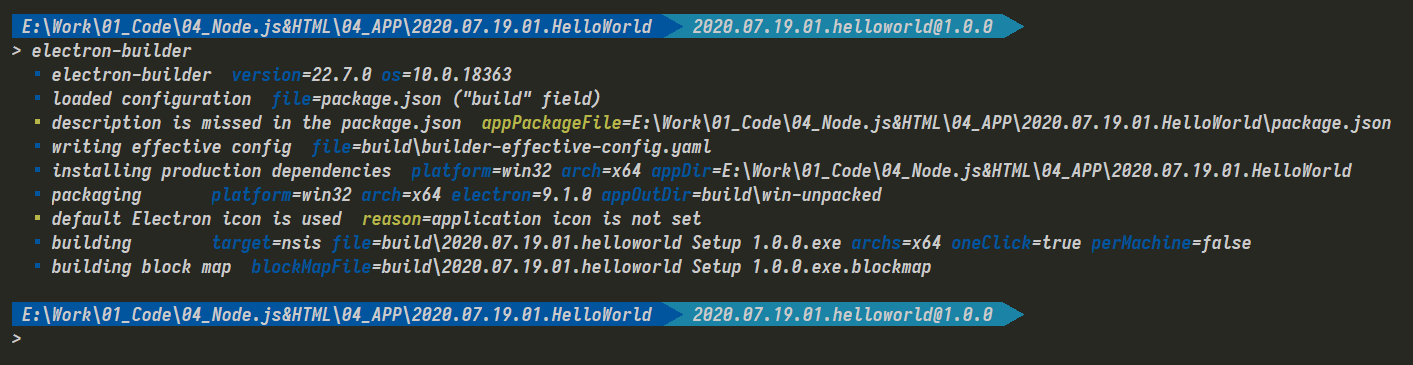 E:\Work\01_Code\04_Node.js&HTML\04_APP\2020.07.19.01.HelloWorld 2020.07.19.01.helloworld@1.0.0
> electron-builder
• electron-builder version=22.7.0 os=10.0.18363
• loaded configuration file=package.json ("build" field)
• description is missed in the package.json appPackageFile=E:\Work\01_Code\04_Node.js&HTML\04_APP\2020.07.19.01.HelloWorld\package.json
• writing effective config file=build\builder-effective-config.yaml
• installing production dependencies platform=win32 arch=x64 appDir=E:\Work\01_Code\04_Node.js&HTML\04_APP\2020.07.19.01.HelloWorld
• packaging platform=win32 arch=x64 electron=9.1.0 appOutDir=build\win-unpacked
• default Electron icon is used reason=application icon is not set
• building target=nsis file=build\2020.07.19.01.helloworld Setup 1.0.0.exe archs=x64 oneClick=true perMachine=false
• building block map blockMapFile=build\2020.07.19.01.helloworld Setup 1.0.0.exe.blockmap
E:\Work\01_Code\04_Node.js&HTML\04_APP\2020.07.19.01.HelloWorld 2020.07.19.01.helloworld@1.0.0
>